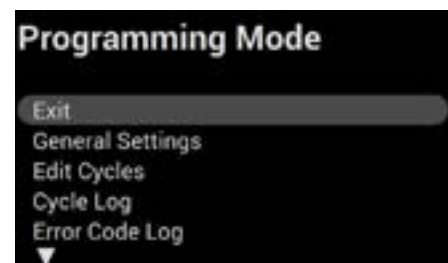 Programming Mode
Exit
General Settings
Edit Cycles
Cycle Log
Error Code Log